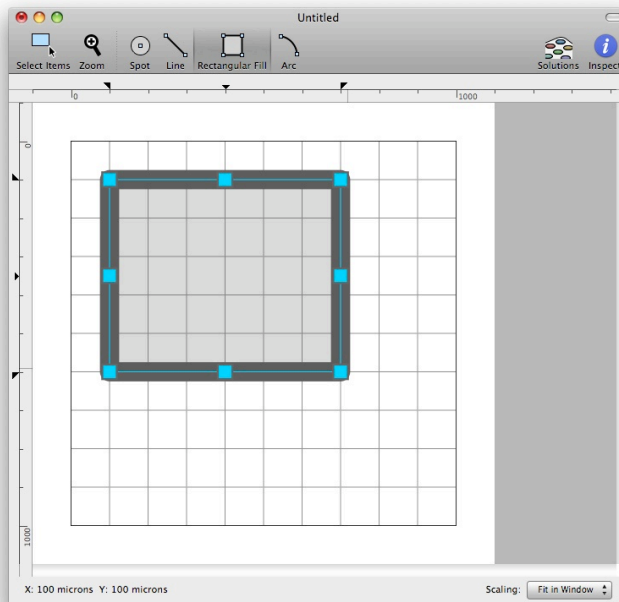 Untitled
Select Items Zoom Spot Line Rectangular Fill Arc Solutions Inspect
0 1000
0
1000
X: 100 microns Y: 100 microns Scaling: Fit in Window